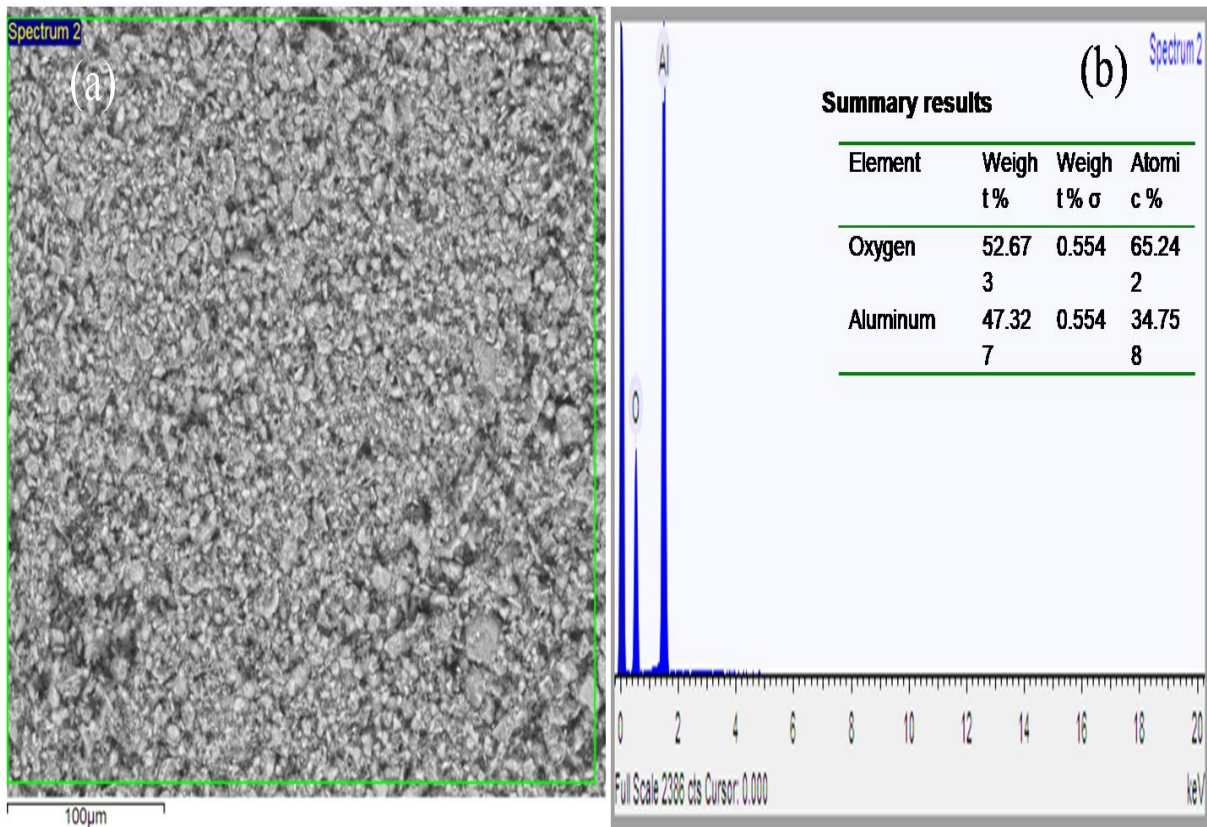 Spectrum 2
(a)
100µm
Al
O
(b)
Spectrum 2
Summary results
Element Weigh Weigh Atomi
t % t % σ c %
Oxygen 52.67 0.554 65.24
3 2
Aluminum 47.32 0.554 34.75
7 8
0 2 4 6 8 10 12 14 16 18 20
Full Scale 2386 cts Cursor: 0.000 keV